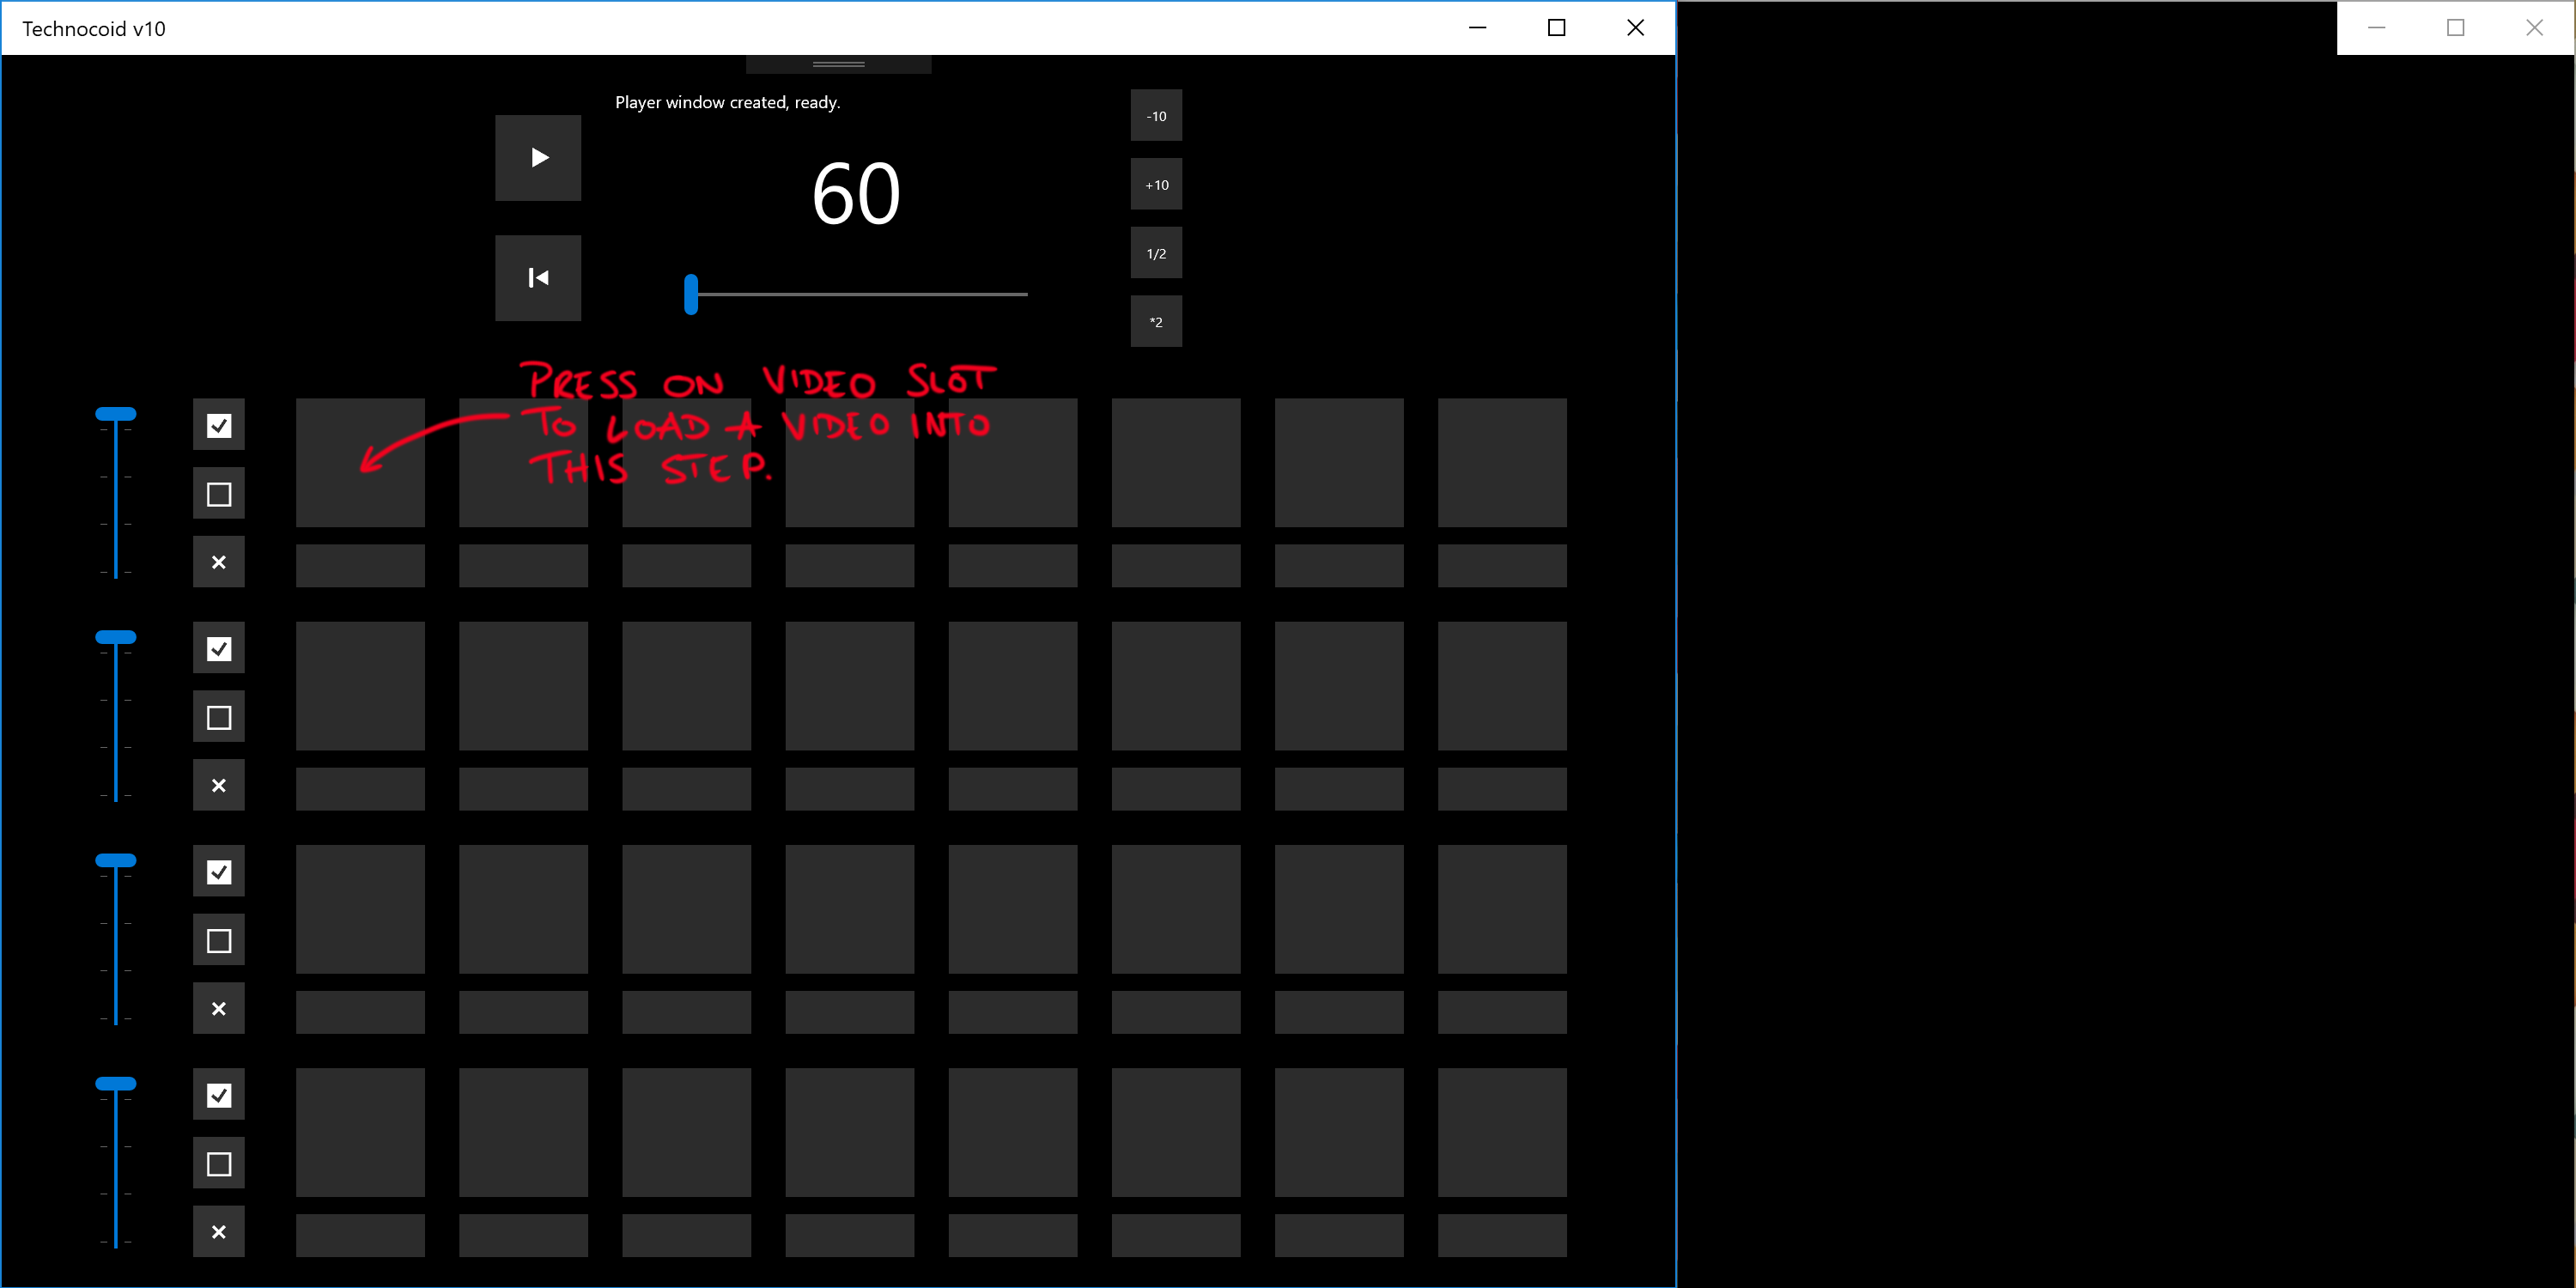 Technocoid v10
Player window created, ready.
-10
60
+10
1/2
*2
PRESS ON VIDEO SLOT
TO LOAD A VIDEO INTO
THIS STEP.